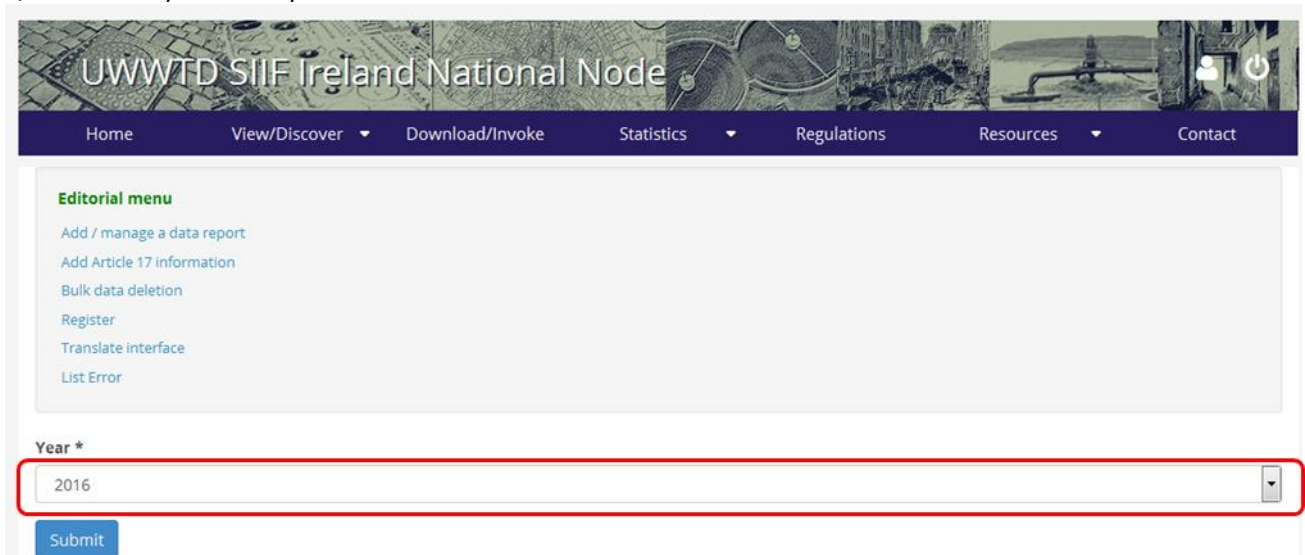 UWWTD SIIF Ireland National Node
Home View/Discover Download/Invoke Statistics Regulations Resources Contact
Editorial menu
Add / manage a data report
Add Article 17 information
Bulk data deletion
Register
Translate interface
List Error
Year *
2016
Submit